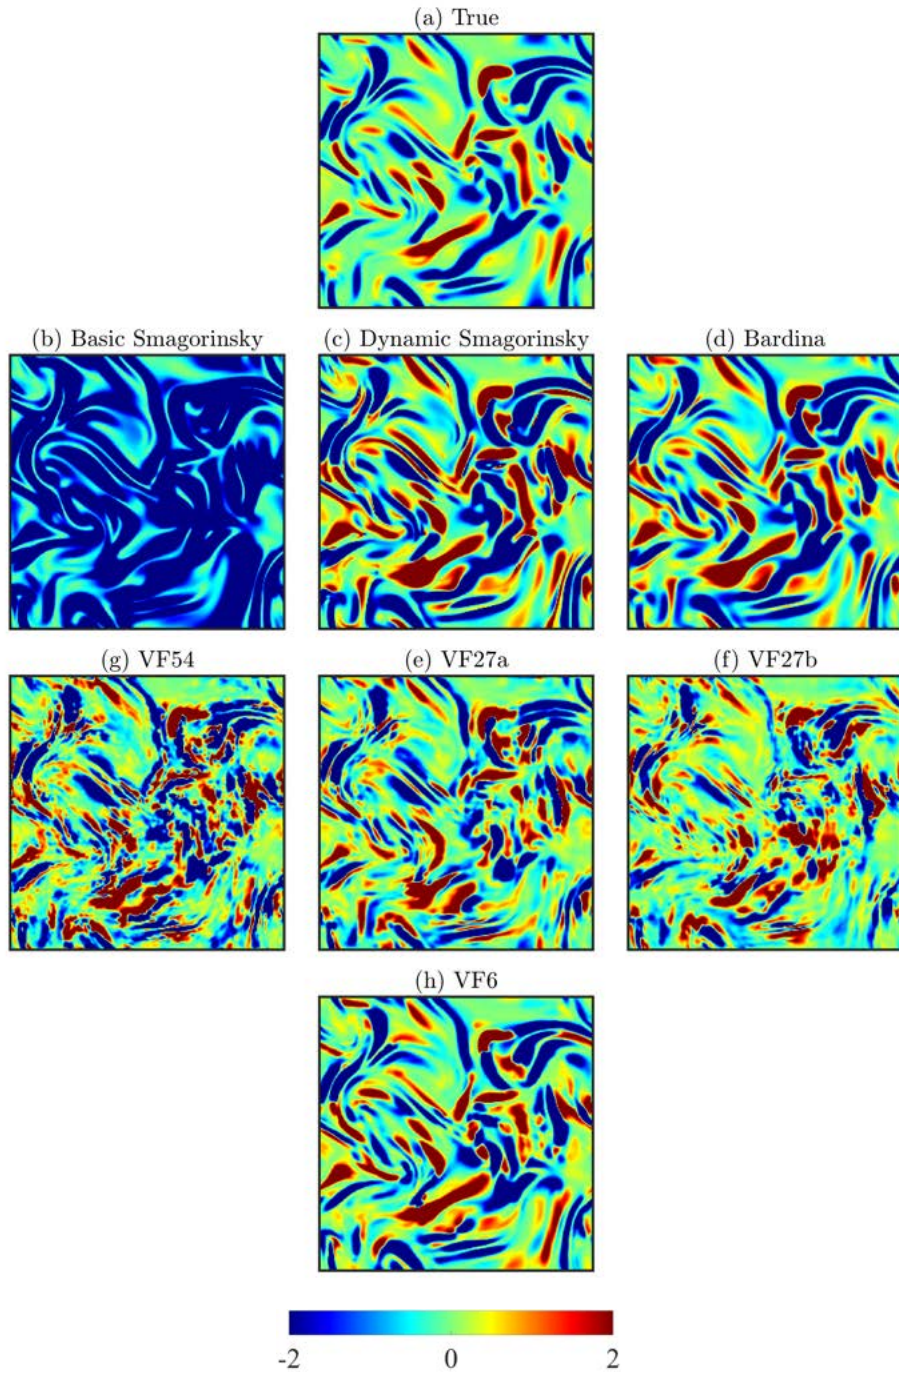 (a) True
(b) Basic Smagorinsky
(c) Dynamic Smagorinsky
(d) Bardina
(g) VF54
(e) VF27a
(f) VF27b
(h) VF6
-2 0 2